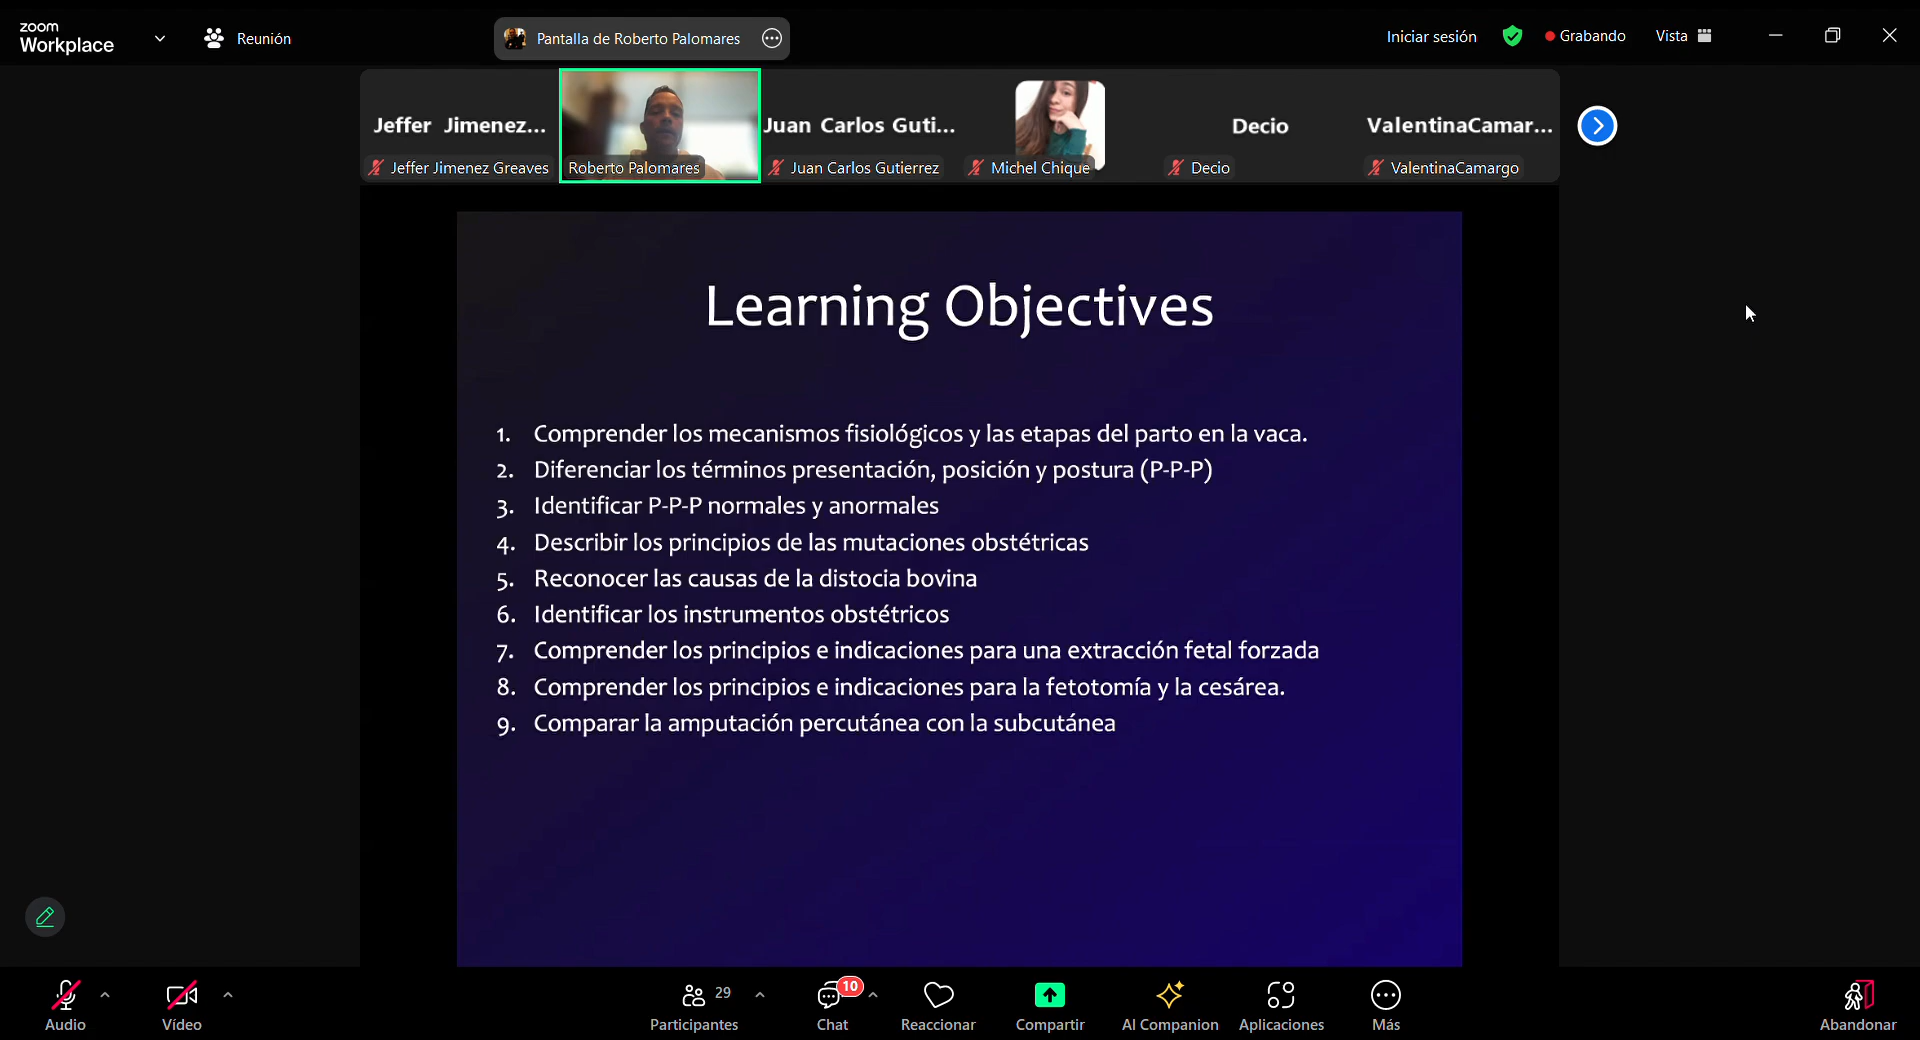 zoom
Workplace
Reunión
Pantalla de Roberto Palomares
Iniciar sesión
Grabando
Vista
Jeffer Jimenez...
Juan Carlos Guti...
Decio
ValentinaCamar...
Jeffer Jimenez Greaves
Roberto Palomares
Juan Carlos Gutierrez
Michel Chique
Decio
ValentinaCamargo
Learning Objectives
1. Comprender los mecanismos fisiológicos y las etapas del parto en la vaca.
2. Diferenciar los términos presentación, posición y postura (P-P-P)
3. Identificar P-P-P normales y anormales
4. Describir los principios de las mutaciones obstétricas
5. Reconocer las causas de la distocia bovina
6. Identificar los instrumentos obstétricos
7. Comprender los principios e indicaciones para una extracción fetal forzada
8. Comprender los principios e indicaciones para la fetotomía y la cesárea.
9. Comparar la amputación percutánea con la subcutánea
Audio
Vídeo
29
Participantes
10
Chat
Reaccionar
Compartir
AI Companion
Aplicaciones
Más
Abandonar